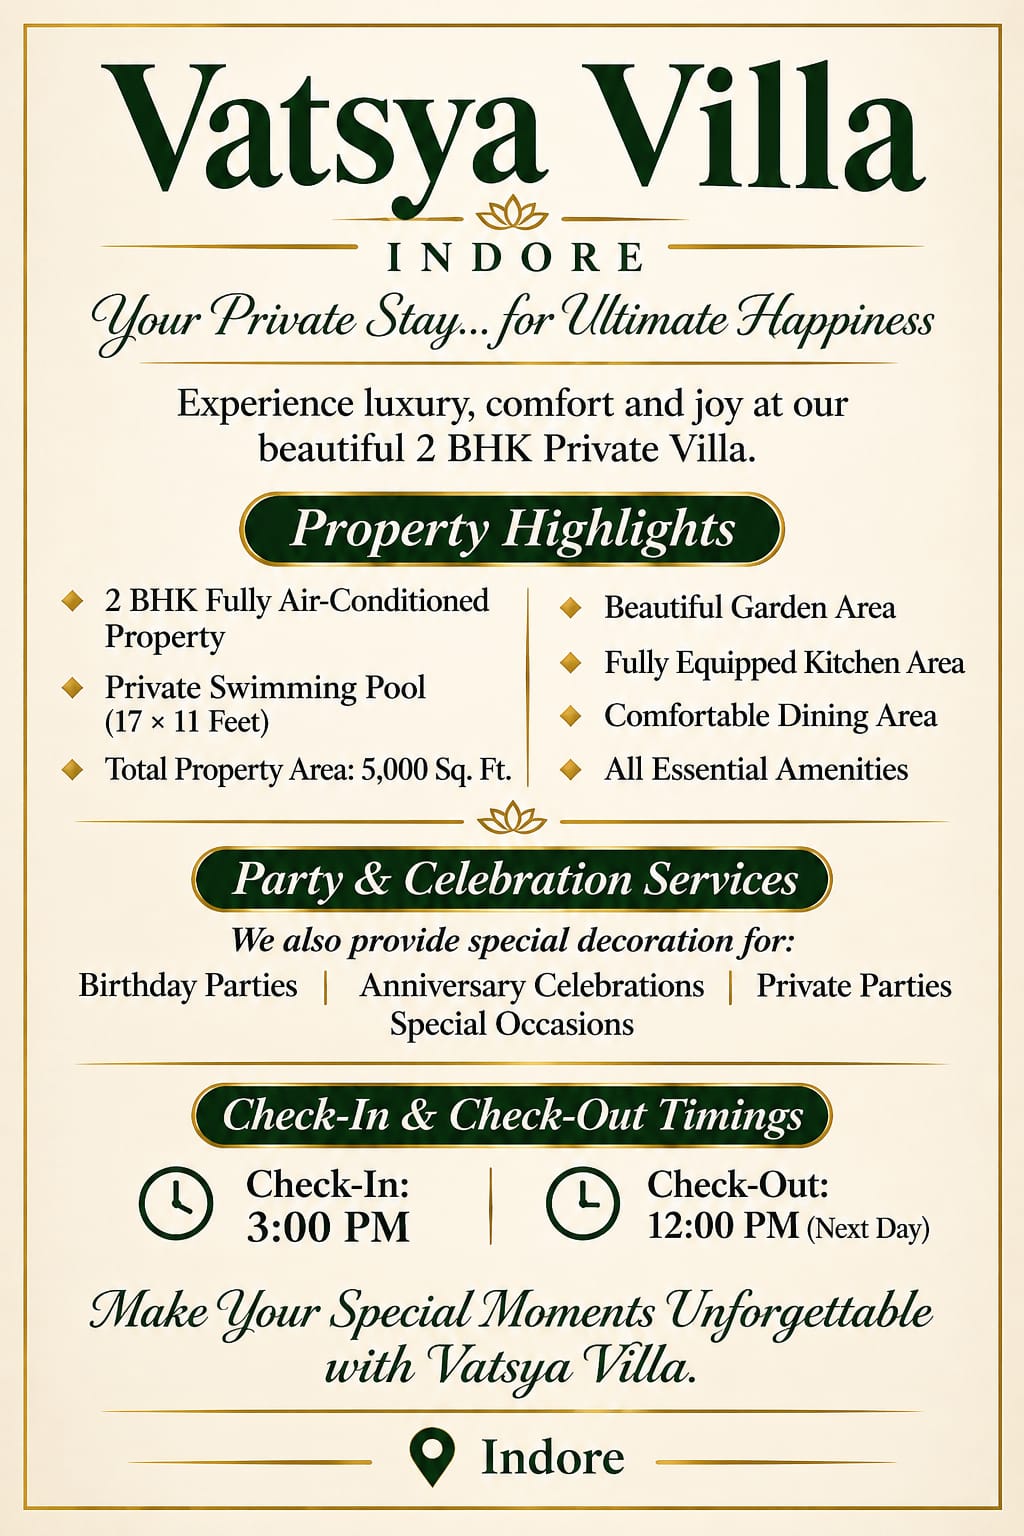 Vatsya Villa
INDORE
Your Private Stay... for Ultimate Happiness
Experience luxury, comfort and joy at our
beautiful 2 BHK Private Villa.
Property Highlights
2 BHK Fully Air-Conditioned
Property
Private Swimming Pool
(17 × 11 Feet)
Total Property Area: 5,000 Sq. Ft.
Beautiful Garden Area
Fully Equipped Kitchen Area
Comfortable Dining Area
All Essential Amenities
Party & Celebration Services
We also provide special decoration for:
Birthday Parties | Anniversary Celebrations | Private Parties
Special Occasions
Check-In & Check-Out Timings
Check-In:
3:00 PM
Check-Out:
12:00 PM (Next Day)
Make Your Special Moments Unforgettable
with Vatsya Villa.
Indore